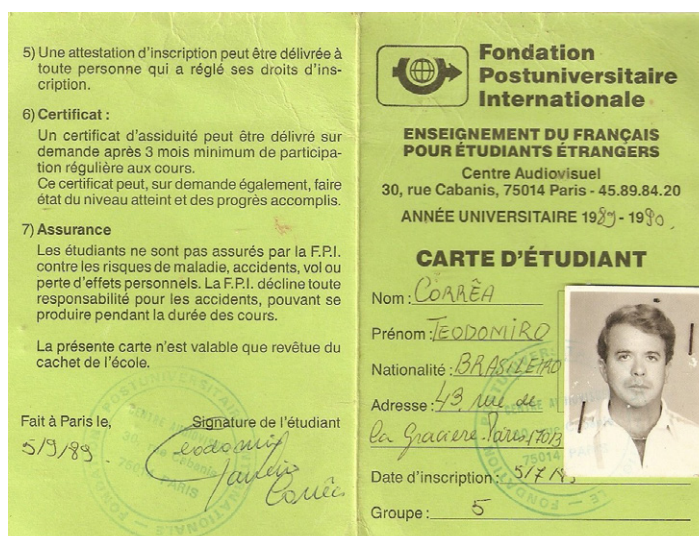 5) Une attestation d'inscription peut être délivrée à
toute personne qui a réglé ses droits d'ins-
cription.
6) Certificat :
Un certificat d'assiduité peut être délivré sur
demande après 3 mois minimum de participa-
tion régulière aux cours.
Ce certificat peut, sur demande également, faire
état du niveau atteint et des progrès accomplis.
7) Assurance
Les étudiants ne sont pas assurés par la F.P.I.
contre les risques de maladie, accidents, vol ou
perte d'effets personnels. La F.P.I. décline toute
responsabilité pour les accidents, pouvant se
produire pendant la durée des cours.
La présente carte n'est valable que revêtue du
cachet de l'école.
Fait à Paris le, Signature de l'étudiant
5/9/89
Teodomiro
Corrêa
Fondation
Postuniversitaire
Internationale
ENSEIGNEMENT DU FRANÇAIS
POUR ÉTUDIANTS ÉTRANGERS
Centre Audiovisuel
30, rue Cabanis, 75014 Paris - 45.89.84.20
ANNÉE UNIVERSITAIRE 1989 - 1990.
CARTE D'ÉTUDIANT
Nom : CORRÊA
Prénom : TEODOMIRO
Nationalité : BRASILEIRO
Adresse : 43, rue de
la Glaciere. Paris
Date d'inscription : 5/7
Groupe : 5